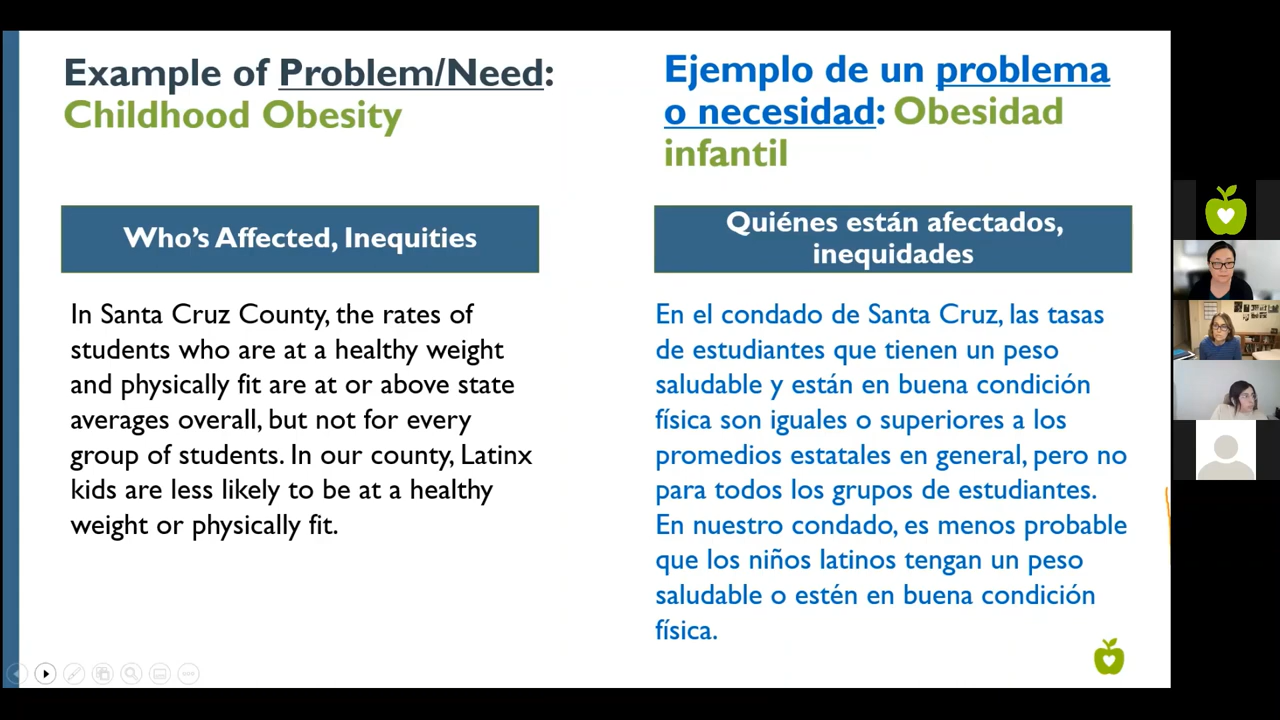 Example of Problem/Need:
Childhood Obesity
Who's Affected, Inequities
In Santa Cruz County, the rates of
students who are at a healthy weight
and physically fit are at or above state
averages overall, but not for every
group of students. In our county, Latinx
kids are less likely to be at a healthy
weight or physically fit.
Ejemplo de un problema
o necesidad: Obesidad
infantil
Quiénes están afectados,
inequidades
En el condado de Santa Cruz, las tasas
de estudiantes que tienen un peso
saludable y están en buena condición
física son iguales o superiores a los
promedios estatales en general, pero no
para todos los grupos de estudiantes.
En nuestro condado, es menos probable
que los niños latinos tengan un peso
saludable o estén en buena condición
física.